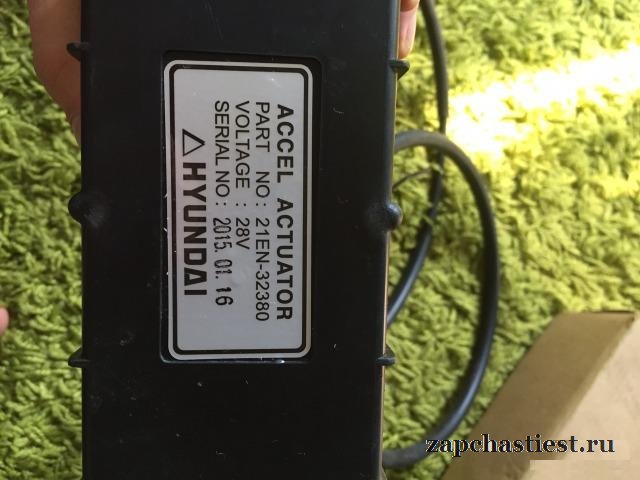 ACCEL ACTUATOR
PART NO : 21EN-32380
VOLTAGE : 28V
SERIAL NO : 2015. 01. 16
HYUNDAI
zapchastiest.ru